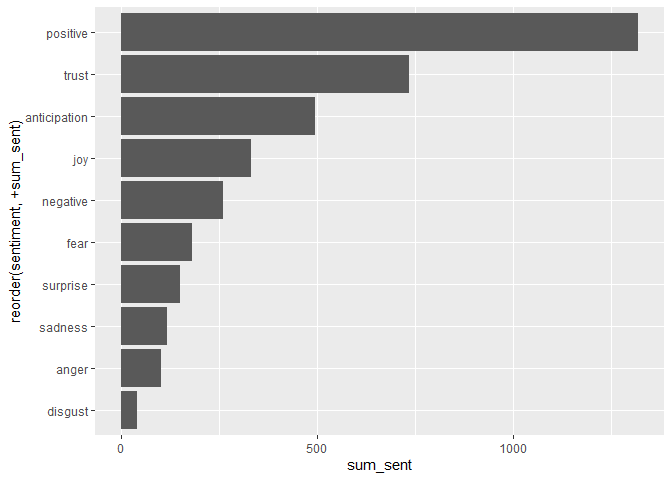 positive
trust
anticipation
joy
negative
fear
surprise
sadness
anger
disgust
reorder(sentiment, +sum_sent)
0 500 1000
sum_sent